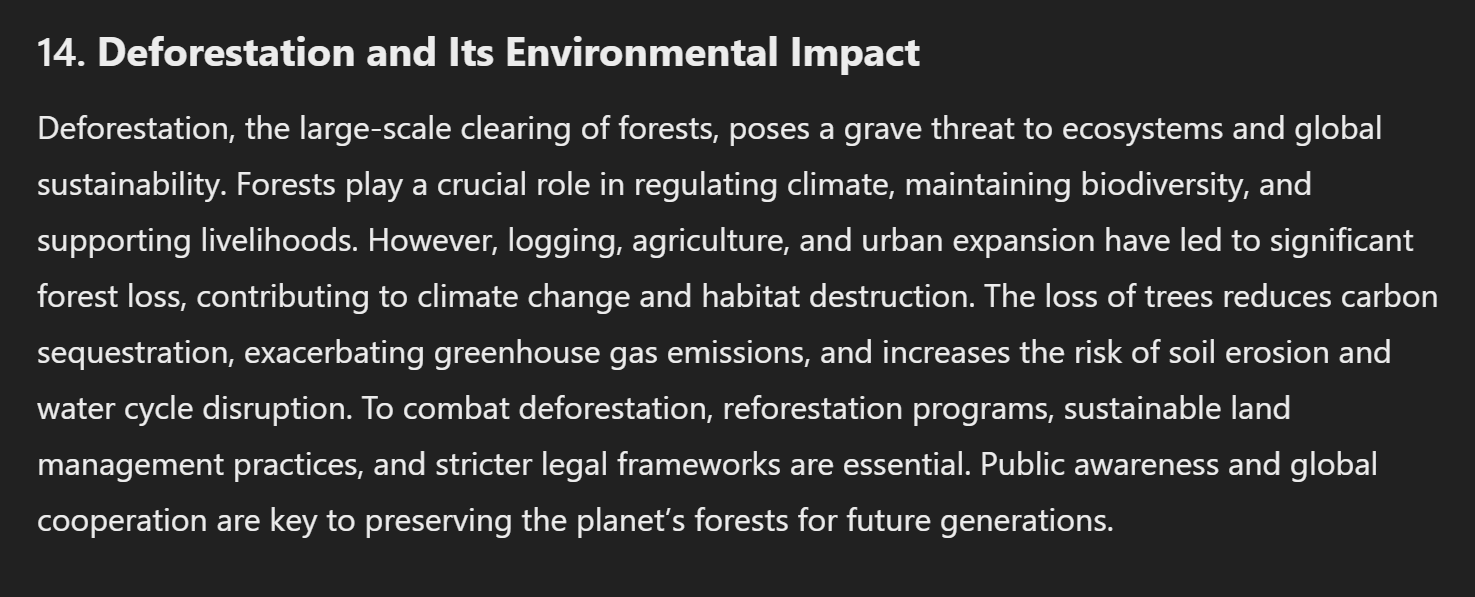 14. Deforestation and Its Environmental Impact
Deforestation, the large-scale clearing of forests, poses a grave threat to ecosystems and global
sustainability. Forests play a crucial role in regulating climate, maintaining biodiversity, and
supporting livelihoods. However, logging, agriculture, and urban expansion have led to significant
forest loss, contributing to climate change and habitat destruction. The loss of trees reduces carbon
sequestration, exacerbating greenhouse gas emissions, and increases the risk of soil erosion and
water cycle disruption. To combat deforestation, reforestation programs, sustainable land
management practices, and stricter legal frameworks are essential. Public awareness and global
cooperation are key to preserving the planet’s forests for future generations.